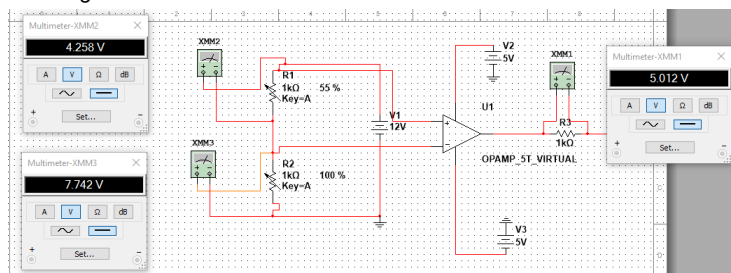 Multimeter-XMM2
4.258 V
A V Ω dB
Set...
+ -
Multimeter-XMM3
7.742 V
A V Ω dB
Set...
+ -
XMM2
R1
1kΩ 55 %
Key=A
XMM3
R2
1kΩ 100 %
Key=A
V1
12V
V2
5V
U1
OPAMP_5T_VIRTUAL
V3
5V
XMM1
R3
1kΩ
Multimeter-XMM1
5.012 V
A V Ω dB
Set...
+ -